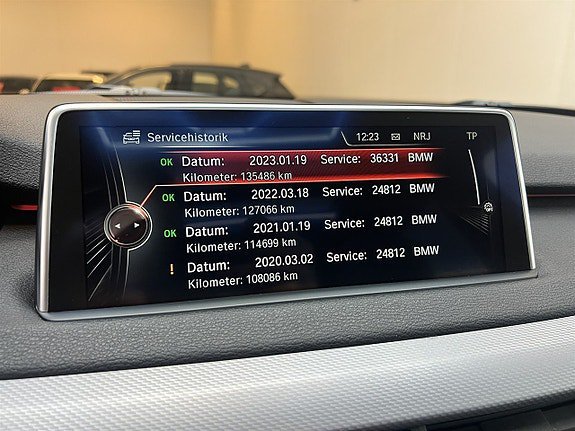 Servicehistorik 12:23 NRJ TP
OK Datum: 2023.01.19 Service: 36331 BMW
Kilometer: 135486 km
OK Datum: 2022.03.18 Service: 24812 BMW
Kilometer: 127066 km
OK Datum: 2021.01.19 Service: 24812 BMW
Kilometer: 114699 km
! Datum: 2020.03.02 Service: 24812 BMW
Kilometer: 108086 km